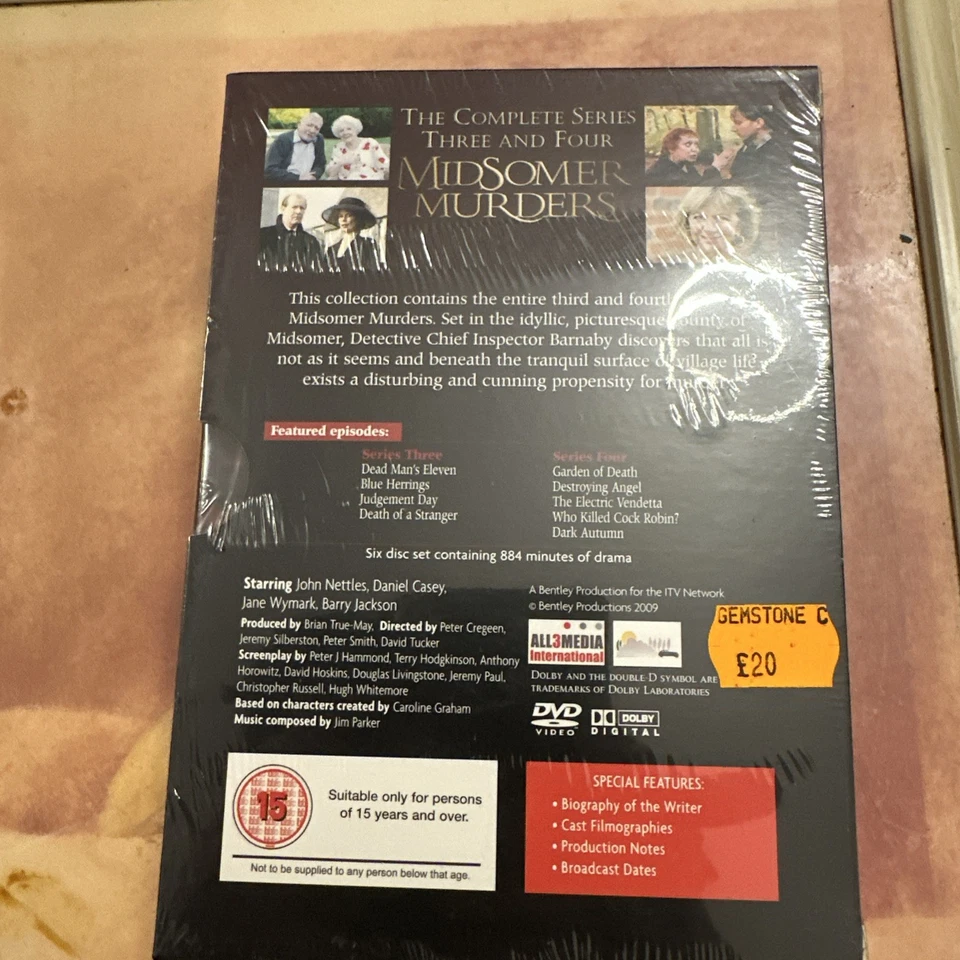 THE COMPLETE SERIES
THREE AND FOUR
MIDSOMER
MURDERS
This collection contains the entire third and fourth
Midsomer Murders. Set in the idyllic, picturesque county of
Midsomer, Detective Chief Inspector Barnaby discovers that all is
not as it seems and beneath the tranquil surface of village life
exists a disturbing and cunning propensity for murder
Featured episodes:
Series Three
Dead Man's Eleven
Blue Herrings
Judgement Day
Death of a Stranger
Series Four
Garden of Death
Destroying Angel
The Electric Vendetta
Who Killed Cock Robin?
Dark Autumn
Six disc set containing 884 minutes of drama
Starring John Nettles, Daniel Casey,
Jane Wymark, Barry Jackson
Produced by Brian True-May, Directed by Peter Cregeen,
Jeremy Silberston, Peter Smith, David Tucker
Screenplay by Peter J Hammond, Terry Hodgkinson, Anthony
Horowitz, David Hoskins, Douglas Livingstone, Jeremy Paul,
Christopher Russell, Hugh Whitemore
Based on characters created by Caroline Graham
Music composed by Jim Parker
A Bentley Production for the ITV Network
© Bentley Productions 2009
ALL3MEDIA
International
DOLBY AND THE DOUBLE-D SYMBOL ARE
TRADEMARKS OF DOLBY LABORATORIES
DVD
VIDEO
DOLBY
DIGITAL
GEMSTONE C
£20
15
Suitable only for persons
of 15 years and over.
Not to be supplied to any person below that age.
SPECIAL FEATURES:
• Biography of the Writer
• Cast Filmographies
• Production Notes
• Broadcast Dates